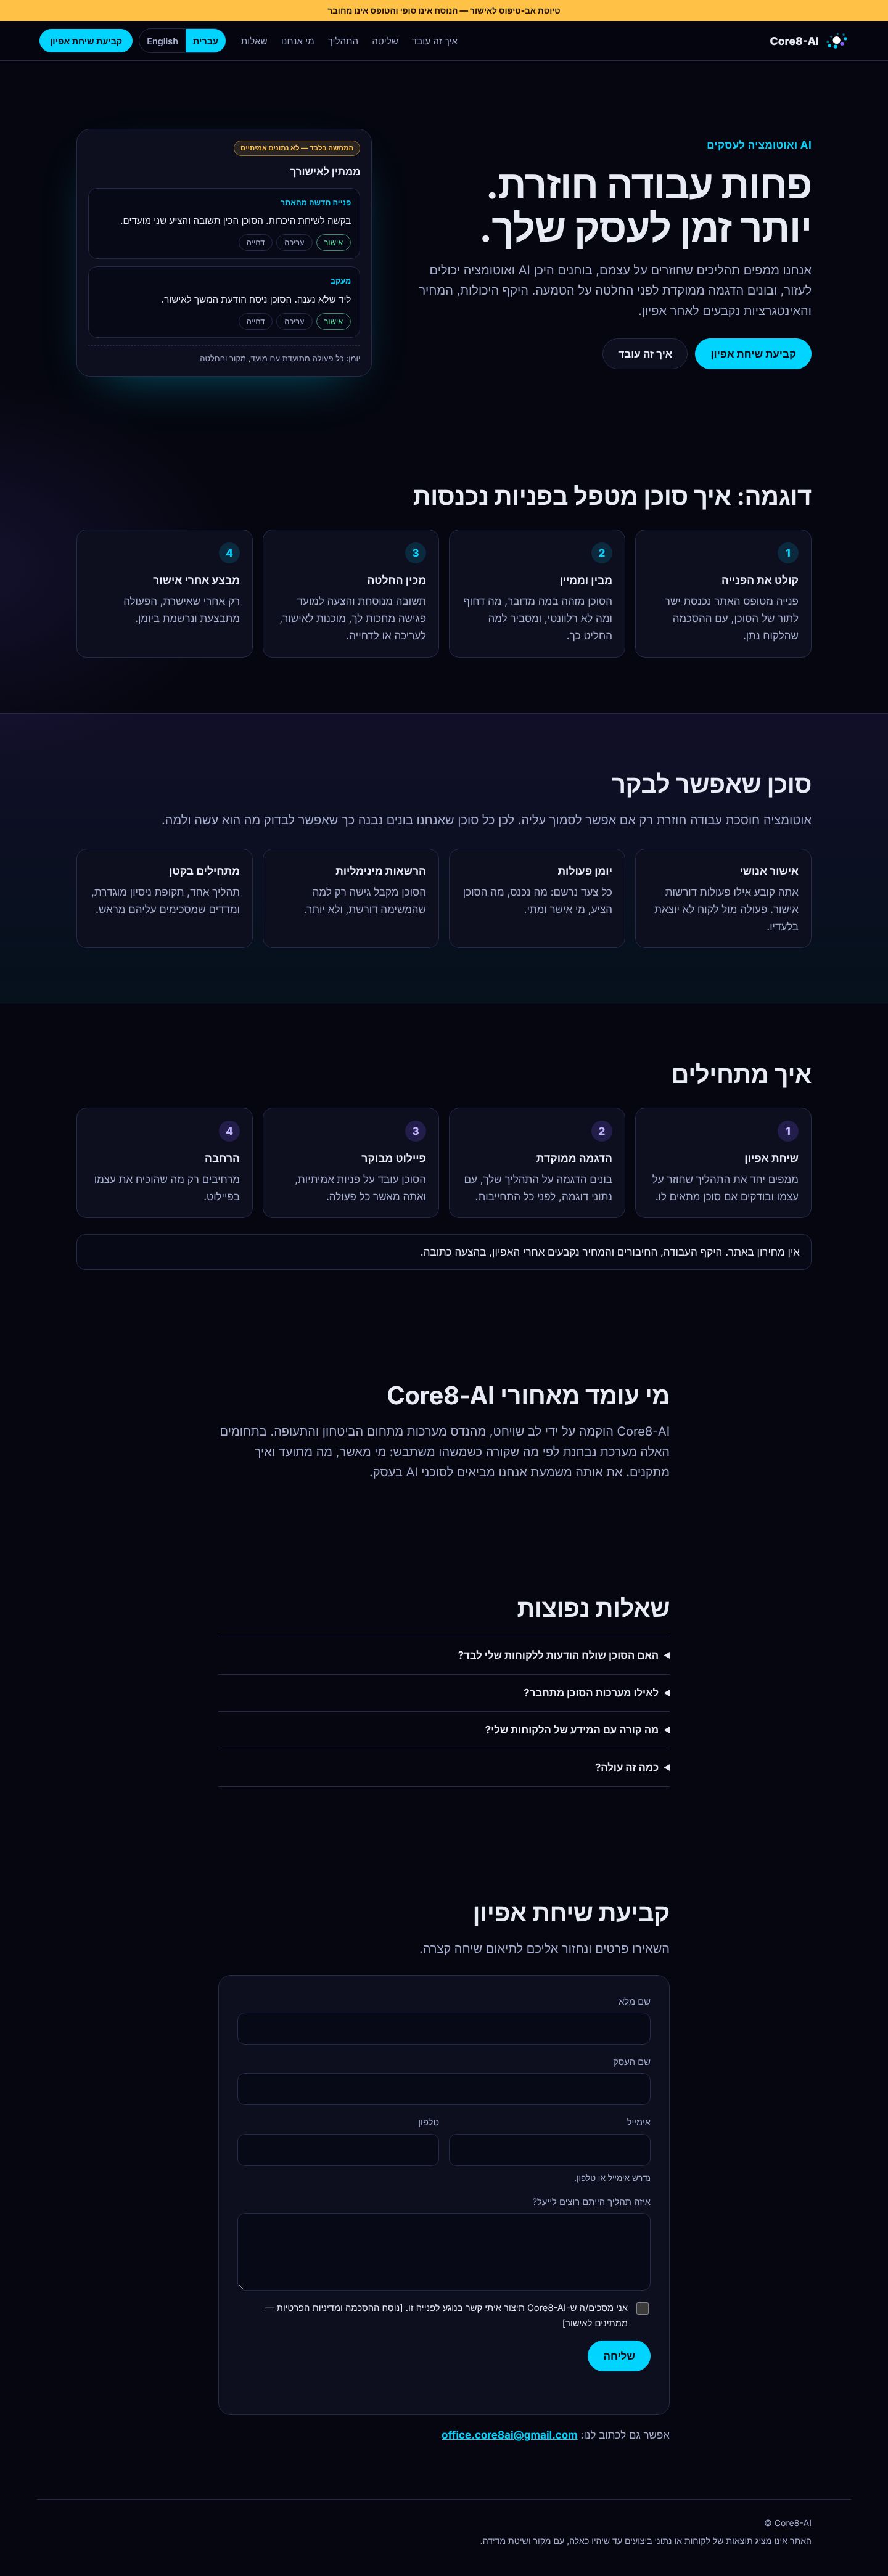 טיוטת אב-טיפוס לאישור — הנוסח אינו סופי והטופס אינו מחובר
Core8-AI
איך זה עובד
שליטה
התהליך
מי אנחנו
שאלות
עברית
English
קביעת שיחת אפיון
AI ואוטומציה לעסקים
פחות עבודה חוזרת.
יותר זמן לעסק שלך.
אנחנו ממפים תהליכים שחוזרים על עצמם, בוחנים היכן AI ואוטומציה יכולים
לעזור, ובונים הדגמה ממוקדת לפני החלטה על הטמעה. היקף היכולות, המחיר
והאינטגרציות נקבעים לאחר אפיון.
קביעת שיחת אפיון
איך זה עובד
המחשה בלבד — לא נתונים אמיתיים
ממתין לאישורך
פנייה חדשה מהאתר
בקשה לשיחת היכרות. הסוכן הכין תשובה והציע שני מועדים.
אישור
עריכה
דחייה
מעקב
ליד שלא נענה. הסוכן ניסח הודעת המשך לאישור.
אישור
עריכה
דחייה
יומן: כל פעולה מתועדת עם מועד, מקור והחלטה
דוגמה: איך סוכן מטפל בפניות נכנסות
1
קולט את הפנייה
פנייה מטופס האתר נכנסת ישר
לתור של הסוכן, עם ההסכמה
שהלקוח נתן.
2
מבין וממיין
הסוכן מזהה במה מדובר, מה דחוף
ומה לא רלוונטי, ומסביר למה
החליט כך.
3
מכין החלטה
תשובה מנוסחת והצעה למועד
פגישה מחכות לך, מוכנות לאישור,
לעריכה או לדחייה.
4
מבצע אחרי אישור
רק אחרי שאישרת, הפעולה
מתבצעת ונרשמת ביומן.
סוכן שאפשר לבקר
אוטומציה חוסכת עבודה חוזרת רק אם אפשר לסמוך עליה. לכן כל סוכן שאנחנו בונים נבנה כך שאפשר לבדוק מה הוא עשה ולמה.
אישור אנושי
אתה קובע אילו פעולות דורשות
אישור. פעולה מול לקוח לא יוצאת
בלעדיו.
יומן פעולות
כל צעד נרשם: מה נכנס, מה הסוכן
הציע, מי אישר ומתי.
הרשאות מינימליות
הסוכן מקבל גישה רק למה
שהמשימה דורשת, ולא יותר.
מתחילים בקטן
תהליך אחד, תקופת ניסיון מוגדרת,
ומדדים שמסכימים עליהם מראש.
איך מתחילים
1
שיחת אפיון
ממפים יחד את התהליך שחוזר על
עצמו ובודקים אם סוכן מתאים לו.
2
הדגמה ממוקדת
בונים הדגמה על התהליך שלך, עם
נתוני דוגמה, לפני כל התחייבות.
3
פיילוט מבוקר
הסוכן עובד על פניות אמיתיות,
ואתה מאשר כל פעולה.
4
הרחבה
מרחיבים רק מה שהוכיח את עצמו
בפיילוט.
אין מחירון באתר. היקף העבודה, החיבורים והמחיר נקבעים אחרי האפיון, בהצעה כתובה.
מי עומד מאחורי Core8-AI
Core8-AI הוקמה על ידי לב שויחט, מהנדס מערכות מתחום הביטחון והתעופה. בתחומים
האלה מערכת נבחנת לפי מה שקורה כשמשהו משתבש: מי מאשר, מה מתועד ואיך
מתקנים. את אותה משמעת אנחנו מביאים לסוכני AI בעסק.
שאלות נפוצות
האם הסוכן שולח הודעות ללקוחות שלי לבד?
לאילו מערכות הסוכן מתחבר?
מה קורה עם המידע של הלקוחות שלי?
כמה זה עולה?
קביעת שיחת אפיון
השאירו פרטים ונחזור אליכם לתיאום שיחה קצרה.
שם מלא
שם העסק
אימייל
טלפון
נדרש אימייל או טלפון.
איזה תהליך הייתם רוצים לייעל?
אני מסכים/ה ש-Core8-AI תיצור איתי קשר בנוגע לפנייה זו. [נוסח ההסכמה ומדיניות הפרטיות —
ממתינים לאישור]
שליחה
אפשר גם לכתוב לנו: office.core8ai@gmail.com
© Core8-AI
האתר אינו מציג תוצאות של לקוחות או נתוני ביצועים עד שיהיו כאלה, עם מקור ושיטת מדידה.